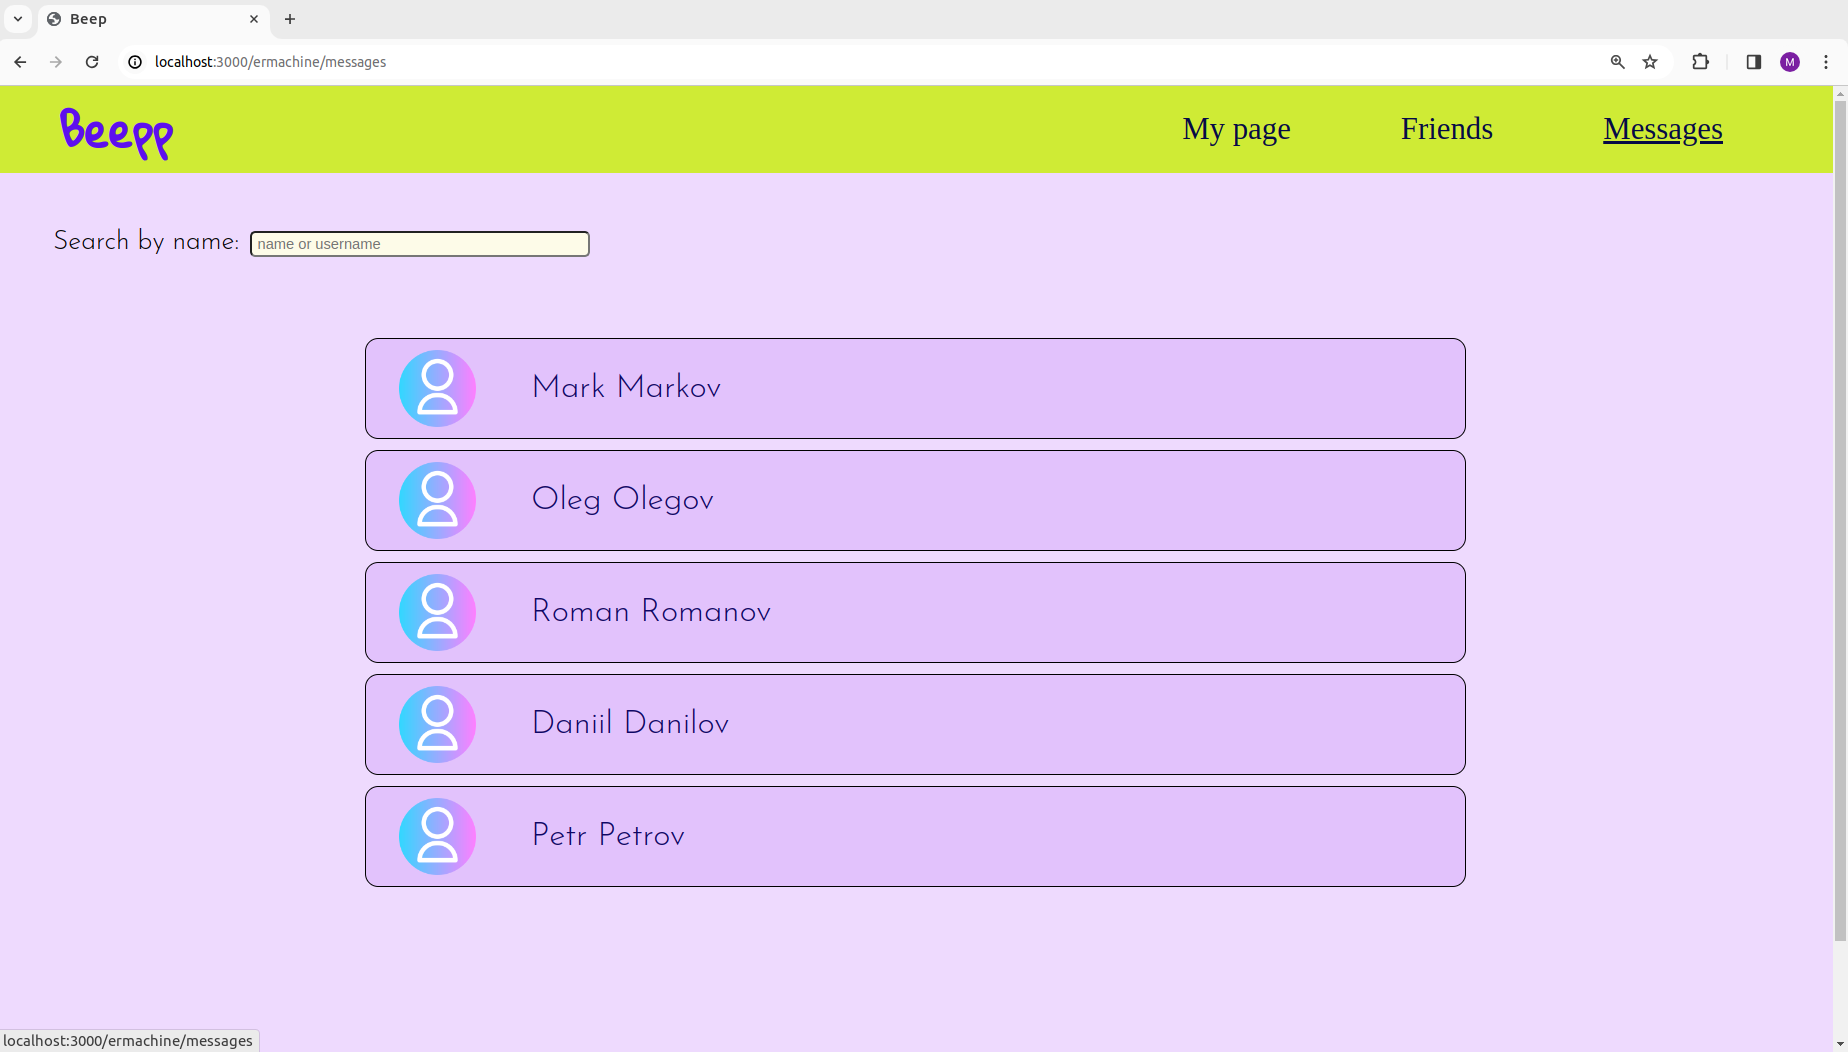 Beep
localhost:3000/ermachine/messages
M
Beepp
My page
Friends
Messages
Search by name:
name or username
Mark Markov
Oleg Olegov
Roman Romanov
Daniil Danilov
Petr Petrov
localhost:3000/ermachine/messages